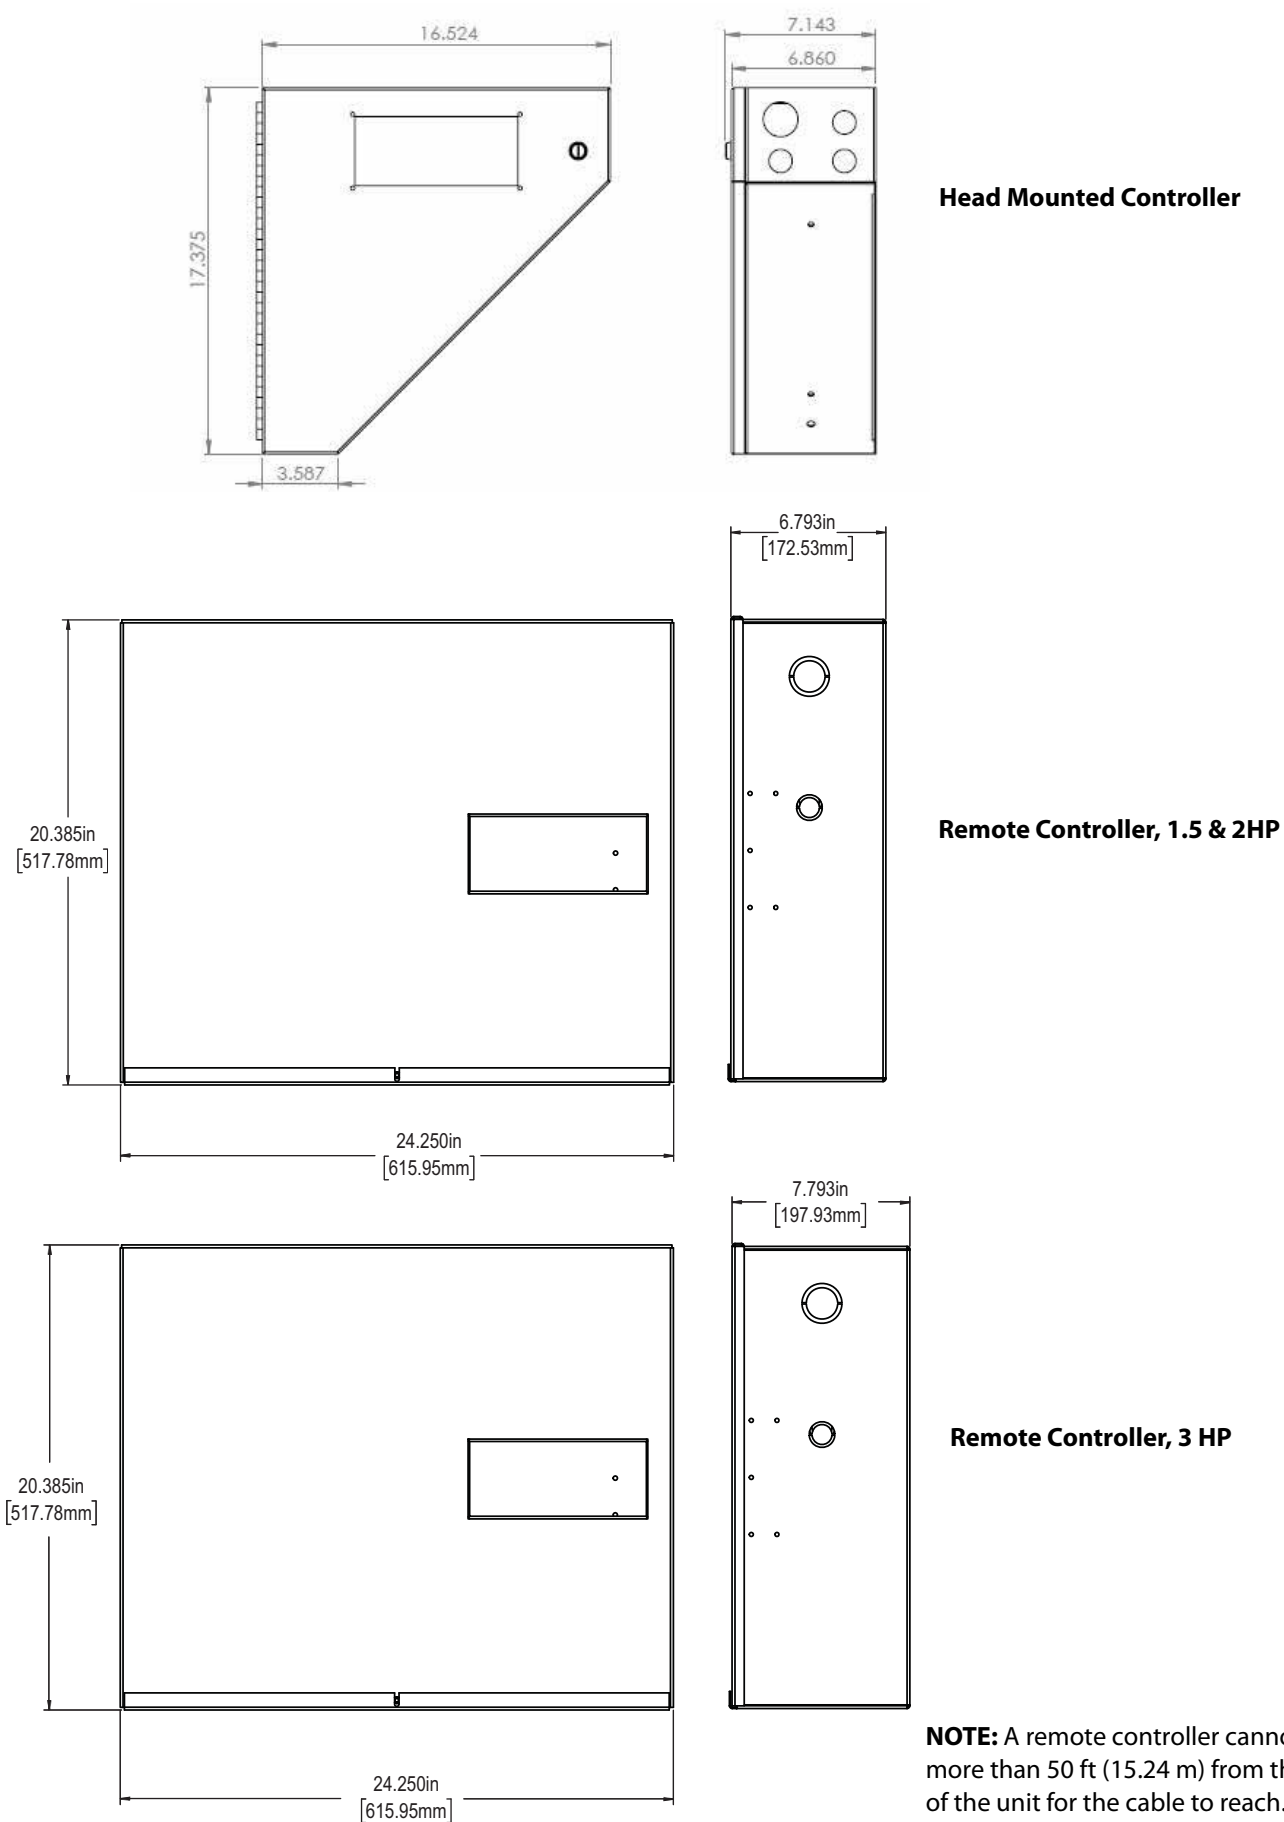 16.524
7.143
6.860
Head Mounted Controller
17.375
3.587
6.793in
[172.53mm]
20.385in
[517.78mm]
Remote Controller, 1.5 & 2HP
24.250in
[615.95mm]
7.793in
[197.93mm]
Remote Controller, 3 HP
20.385in
[517.78mm]
NOTE: A remote controller
more than 50 ft (15.24 m) from
of the unit for the cable to reach.
24.250in
[615.95mm]